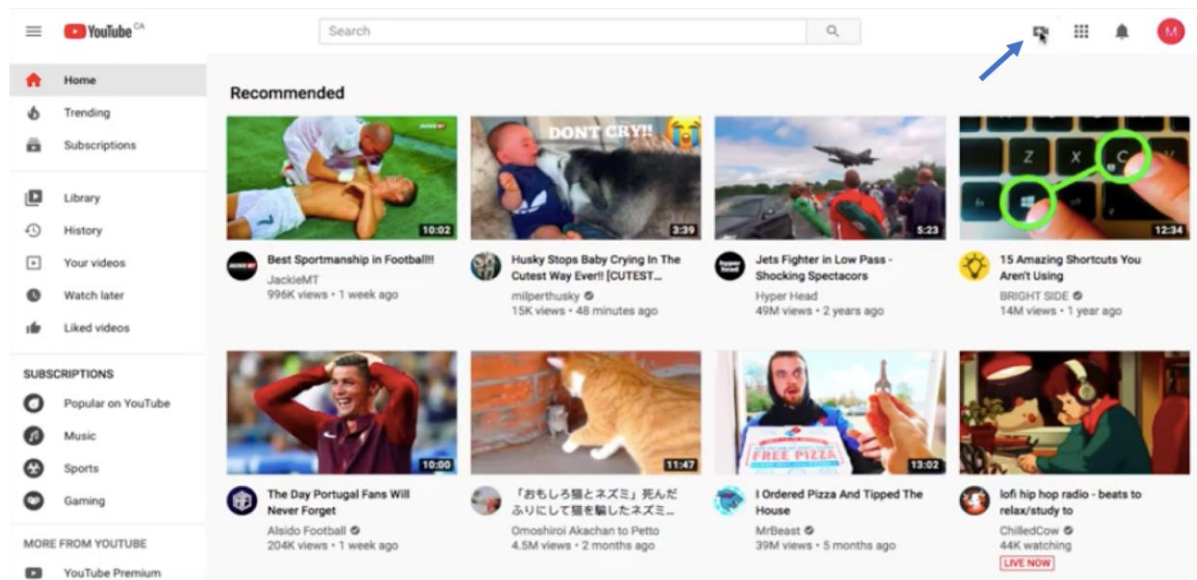 YouTube CA
Search
M
Home
Trending
Subscriptions
Library
History
Your videos
Watch later
Liked videos
SUBSCRIPTIONS
Popular on YouTube
Music
Sports
Gaming
MORE FROM YOUTUBE
YouTube Premium
Recommended
DONT CRY!!
Z X C
10:02
3:39
5:23
12:34
Best Sportmanship in Football!!
JackieMT
996K views • 1 week ago
Husky Stops Baby Crying In The
Cutest Way Ever!! [CUTEST...
milperthusky
15K views • 48 minutes ago
Hyper Head
Jets Fighter in Low Pass -
Shocking Spectacors
Hyper Head
49M views • 2 years ago
15 Amazing Shortcuts You
Aren't Using
BRIGHT SIDE
14M views • 1 year ago
7
FREE PIZZA
10:00
11:47
13:02
The Day Portugal Fans Will
Never Forget
Alsido Football
204K views • 1 week ago
「おもしろ猫とネズミ」死んだ
ふりにして猫を騙したネズミ...
Omoshiroi Akachan to Petto
4.5M views • 2 months ago
I Ordered Pizza And Tipped The
House
MrBeast
39M views • 5 months ago
lofi hip hop radio - beats to
relax/study to
ChilledCow
44K watching
LIVE NOW